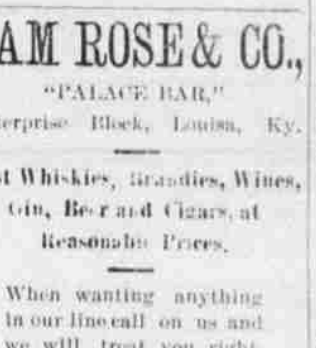 AM ROSE & CO.,
"PALACE BAR,"
erprise Block, Louisa, Ky.
t Whiskies, Brandies, Wines,
Gin, Beer and Cigars, at
Reasonable Prices.
When wanting anything
in our line call on us and
we will treat you right